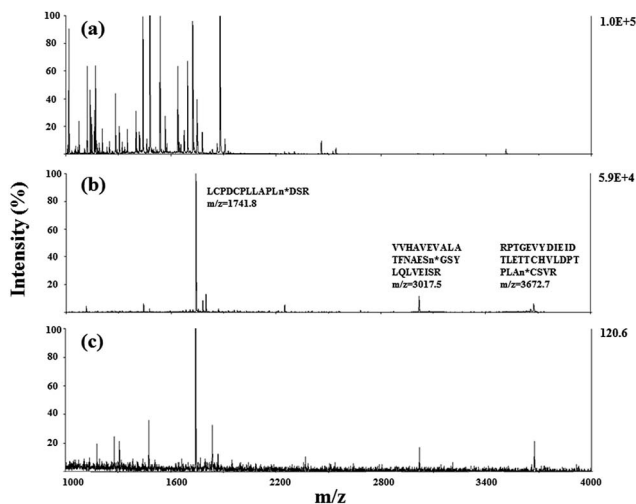 (a)
1.0E+5
100
80
60
40
20
Intensity (%)
(b)
5.9E+4
100
80
60
40
20
LCPDCPLLAPLn*DSR
m/z=1741.8
VVHAVEVALA
TFNAESn*GSY
LQLVEISR
m/z=3017.5
RPTGEVYDIEID
TLETTCHVLDPT
PLAn*CSVR
m/z=3672.7
(c)
120.6
100
80
60
40
20
0
1000 1600 2200 2800 3400 4000
m/z